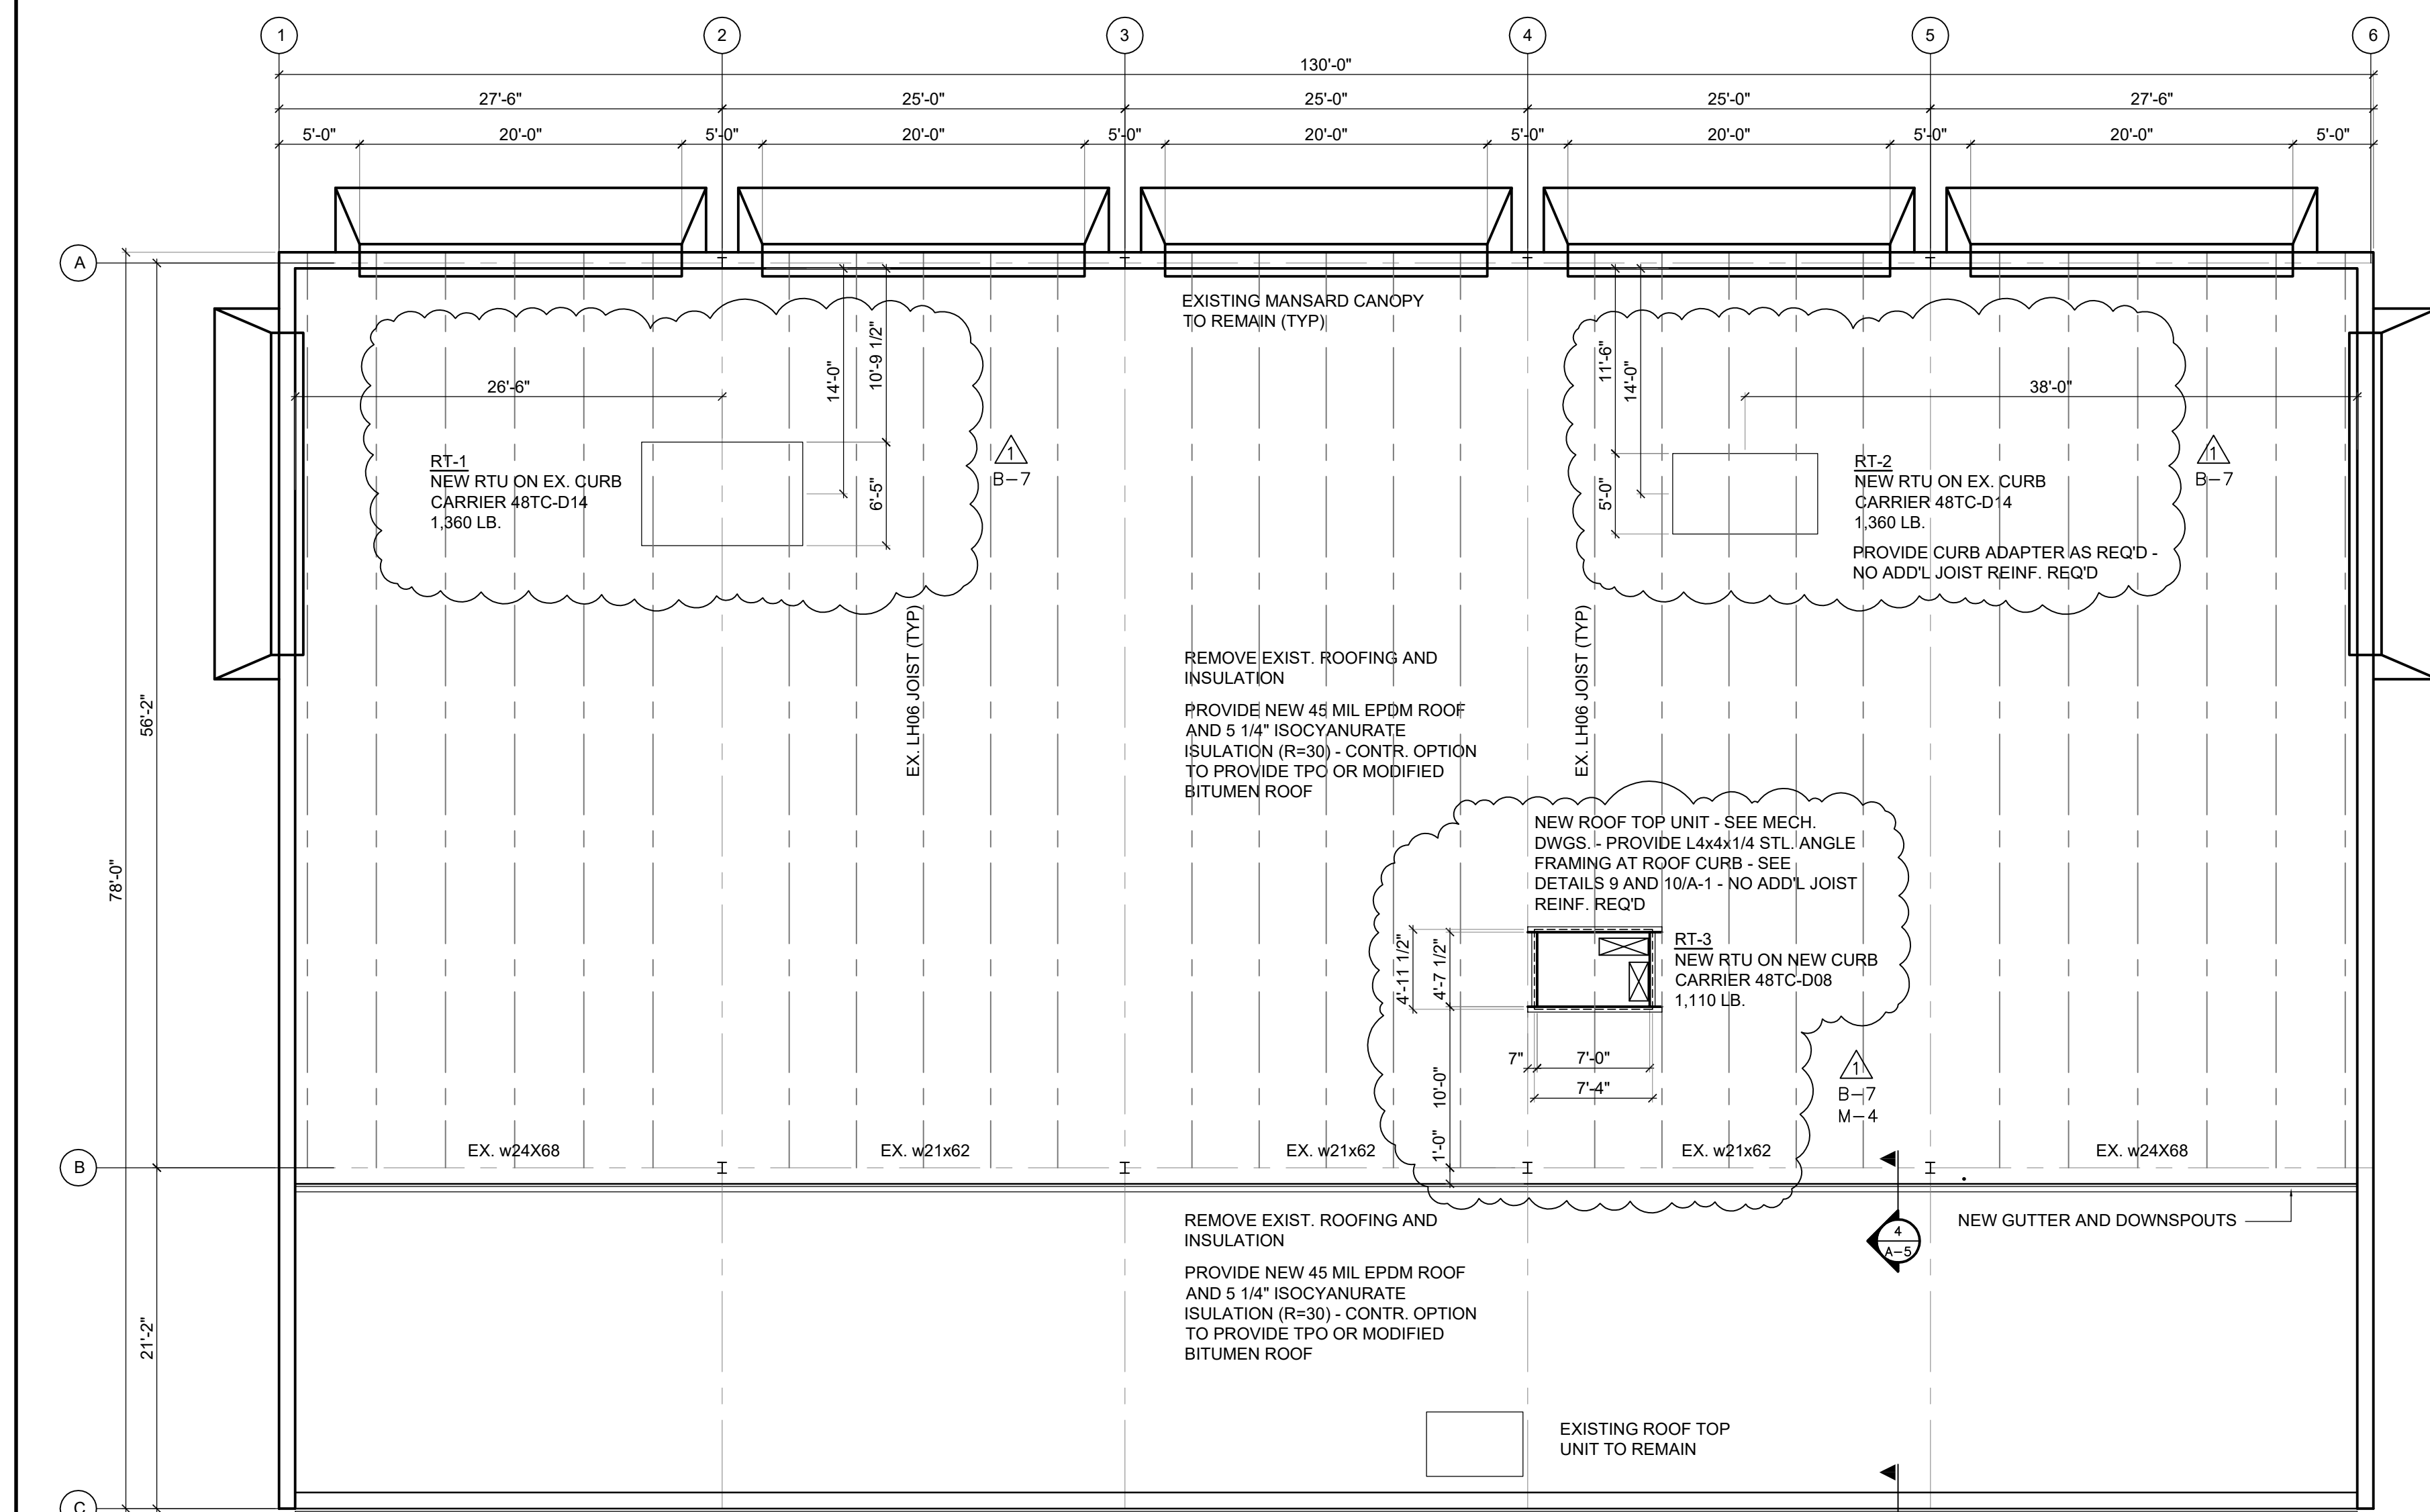 1 2 3 4 5 6
130'-0"
27'-6" 25'-0" 25'-0" 25'-0" 27'-6"
5'-0" 20'-0" 5'-0" 20'-0" 5'-0" 20'-0" 5'-0" 20'-0" 5'-0" 20'-0" 5'-0"
A
EXISTING MANSARD CANOPY
TO REMAIN (TYP)
26'-6"
14'-0"
10'-9 1/2"
6'-5"
RT-1
NEW RTU ON EX. CURB
CARRIER 48TC-D14
1,360 LB.
1
B-7
11'-6"
14'-0"
5'-0"
38'-0"
RT-2
NEW RTU ON EX. CURB
CARRIER 48TC-D14
1,360 LB.
PROVIDE CURB ADAPTER AS REQ'D -
NO ADD'L JOIST REINF. REQ'D
1
B-7
EX. LH06 JOIST (TYP)
EX. LH06 JOIST (TYP)
56'-2"
78'-0"
REMOVE EXIST. ROOFING AND
INSULATION
PROVIDE NEW 45 MIL EPDM ROOF
AND 5 1/4" ISOCYANURATE
ISULATION (R=30) - CONTR. OPTION
TO PROVIDE TPO OR MODIFIED
BITUMEN ROOF
NEW ROOF TOP UNIT - SEE MECH.
DWGS. - PROVIDE L4x4x1/4 STL. ANGLE
FRAMING AT ROOF CURB - SEE
DETAILS 9 AND 10/A-1 - NO ADD'L JOIST
REINF. REQ'D
4'-11 1/2"
4'-7 1/2"
RT-3
NEW RTU ON NEW CURB
CARRIER 48TC-D08
1,110 LB.
7" 7'-0"
7'-4"
10'-0"
1'-0"
1
B-7
M-4
B
EX. w24X68 EX. w21x62 EX. w21x62 EX. w21x62 EX. w24X68
REMOVE EXIST. ROOFING AND
INSULATION
PROVIDE NEW 45 MIL EPDM ROOF
AND 5 1/4" ISOCYANURATE
ISULATION (R=30) - CONTR. OPTION
TO PROVIDE TPO OR MODIFIED
BITUMEN ROOF
4
A-5
NEW GUTTER AND DOWNSPOUTS
21'-2"
EXISTING ROOF TOP
UNIT TO REMAIN
C